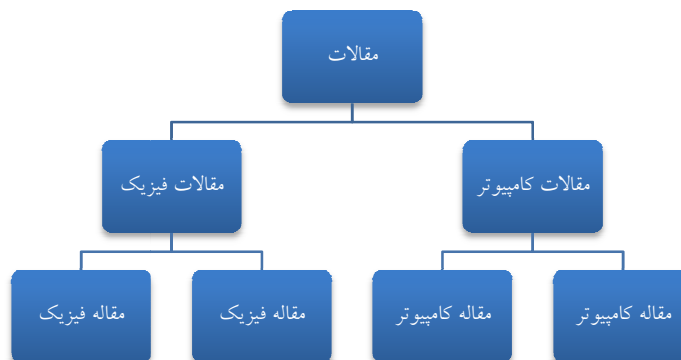 مقالات
مقالات کامپیوتر
مقالات فیزیک
مقاله کامپیوتر
مقاله کامپیوتر
مقاله فیزیک
مقاله فیزیک